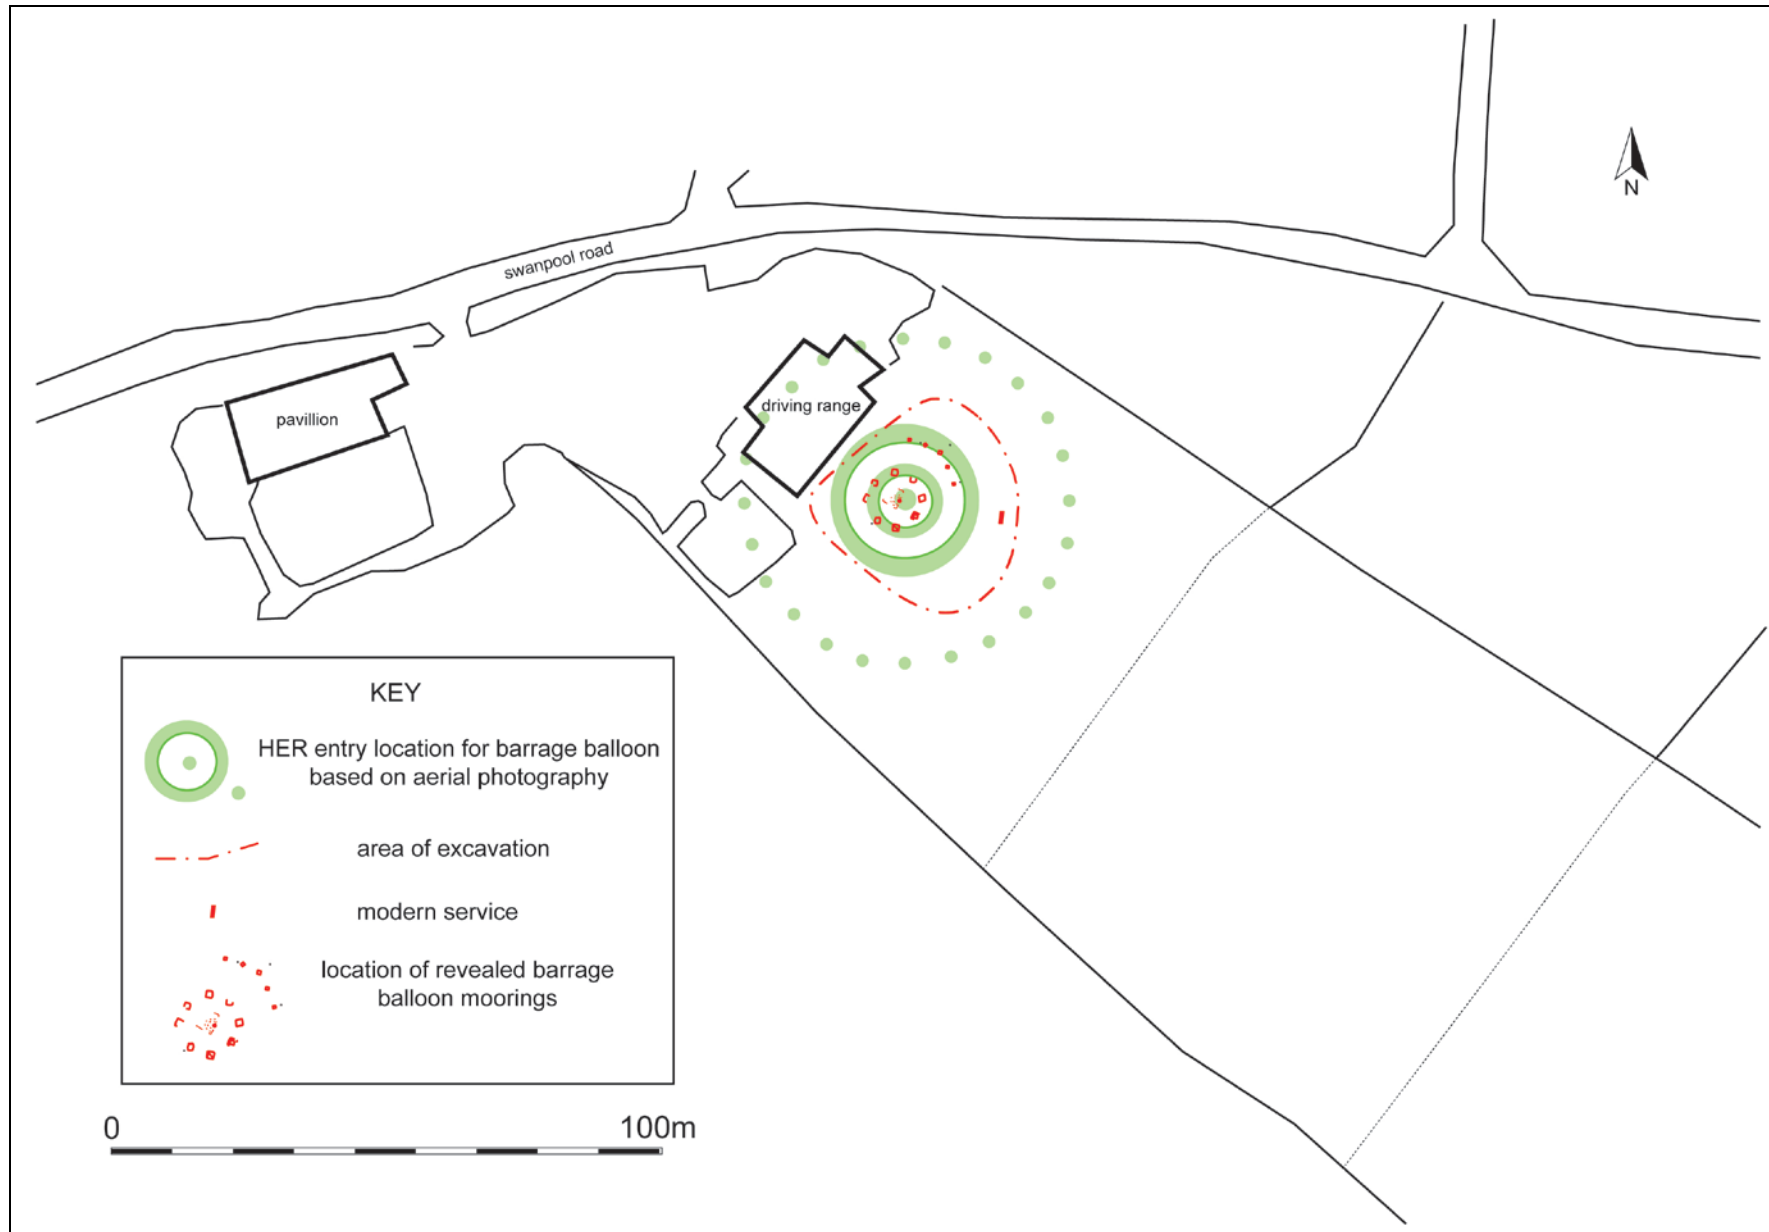 N
swanpool road
pavillion
driving range
KEY
HER entry location for barrage balloon
based on aerial photography
area of excavation
modern service
location of revealed barrage
balloon moorings
0 100m